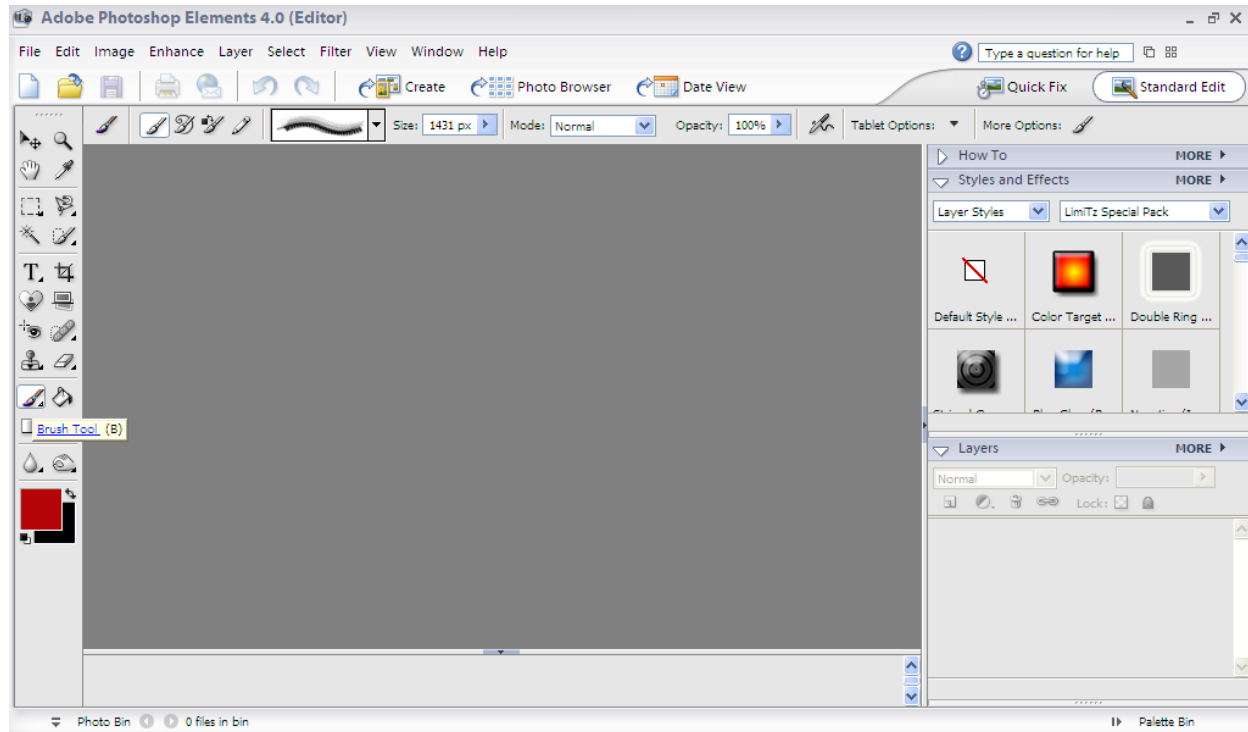 Adobe Photoshop Elements 4.0 (Editor)
File Edit Image Enhance Layer Select Filter View Window Help
Type a question for help
Create Photo Browser Date View
Quick Fix Standard Edit
Size: 1431 px Mode: Normal Opacity: 100% Tablet Options: More Options:
How To MORE
Styles and Effects MORE
Layer Styles LimiTz Special Pack
Default Style ... Color Target ... Double Ring ...
Brush Tool (B)
Layers MORE
Normal Opacity:
Lock:
Photo Bin 0 files in bin
Palette Bin